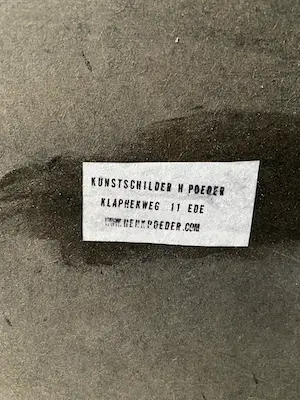 KUNSTSCHILDER H POEDER
KLAPHEKWEG 11 EDE
WWW.HENKPOEDER.COM